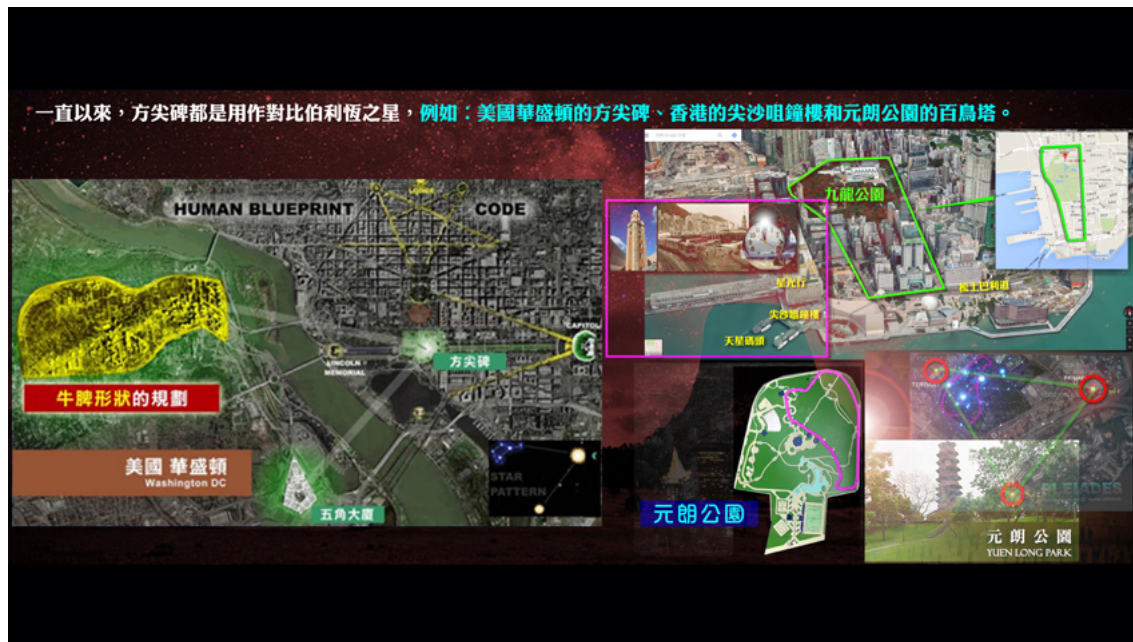 一直以來，方尖碑都是用作對比伯利恆之星，例如：美國華盛頓的方尖碑、香港的尖沙咀鐘樓和元朗公園的百鳥塔。
HUMAN BLUEPRINT CODE
CAPITOL
LINCOLN
MEMORIAL
方尖碑
牛脾形狀的規劃
美國 華盛頓
Washington DC
五角大廈
STAR
PATTERN
九龍公園
星光行
尖沙咀鐘樓
天星碼頭
梳士巴利道
元朗公園
PLEIADES
元朗公園
YUEN LONG PARK